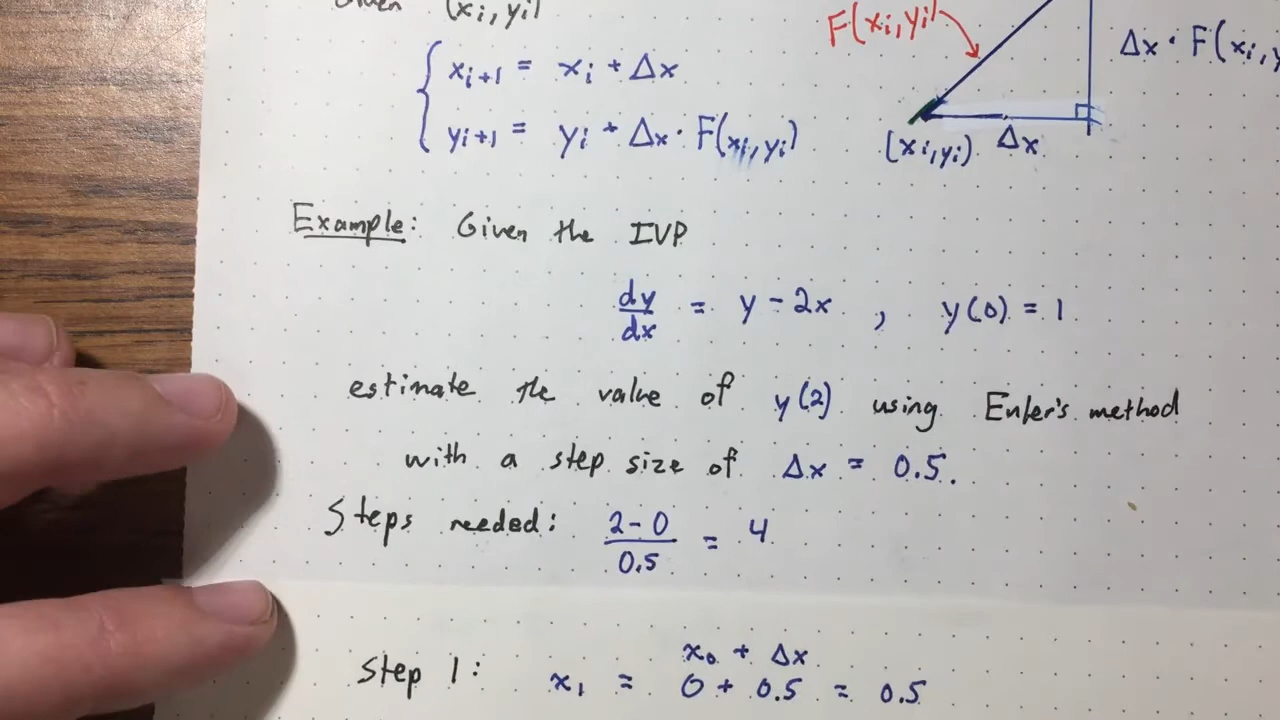 Given (xi, yi)
xi+1 = xi + Δx
yi+1 = yi + Δx · F(xi, yi)
F(xi, yi)
Δx · F(xi, y
(xi, yi) Δx
Example: Given the IVP
dy/dx = y - 2x , y(0) = 1
estimate the value of y(2) using Euler's method
with a step size of Δx = 0.5.
Steps needed: 2-0/0.5 = 4
Step 1: x0 + Δx
x1 = 0 + 0.5 = 0.5